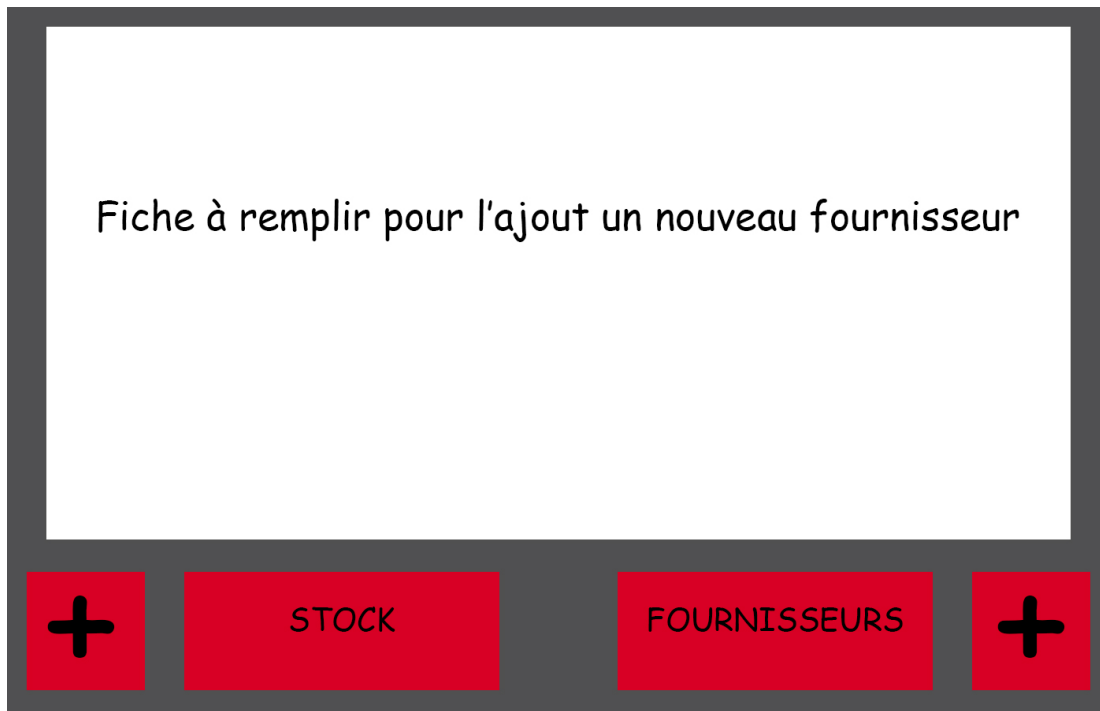 Fiche à remplir pour l’ajout un nouveau fournisseur
+ STOCK FOURNISSEURS +